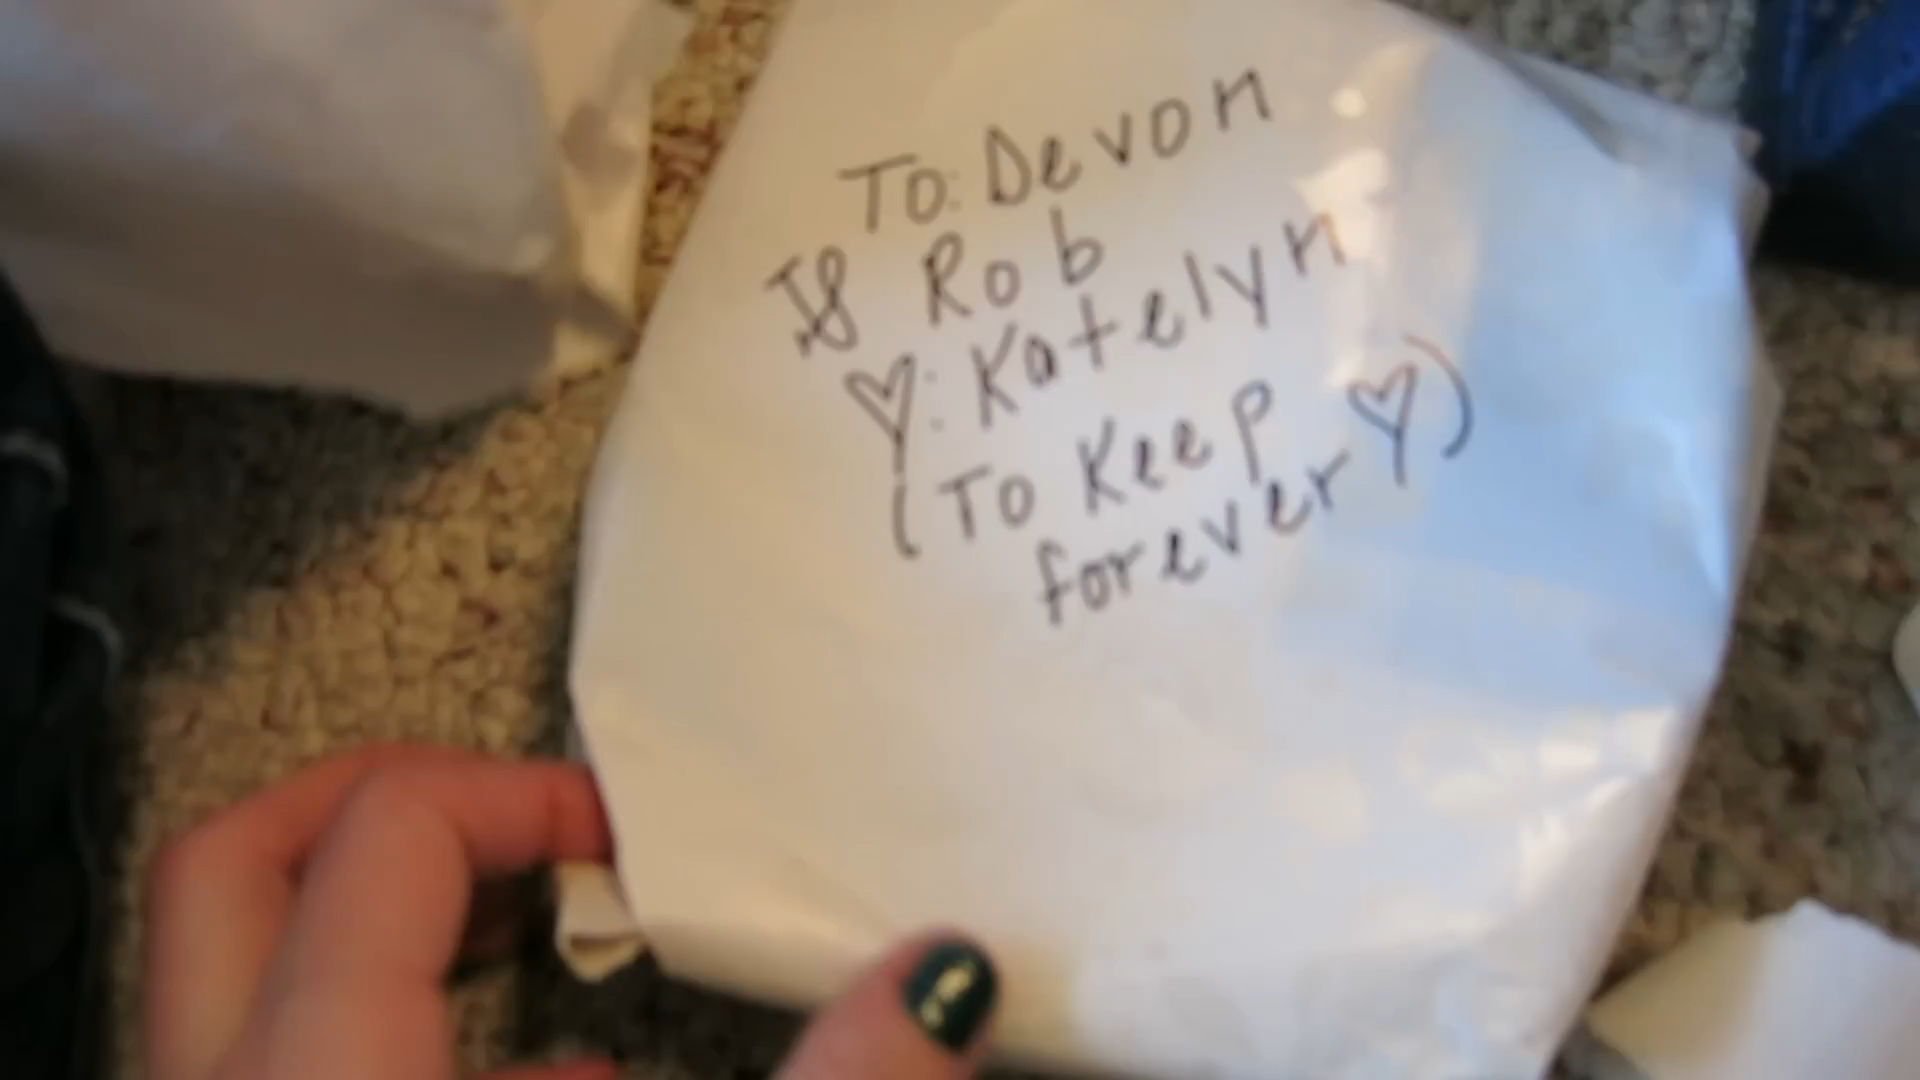 To: Devon
& Rob
♡: Katelyn
(To Keep
forever ♡)